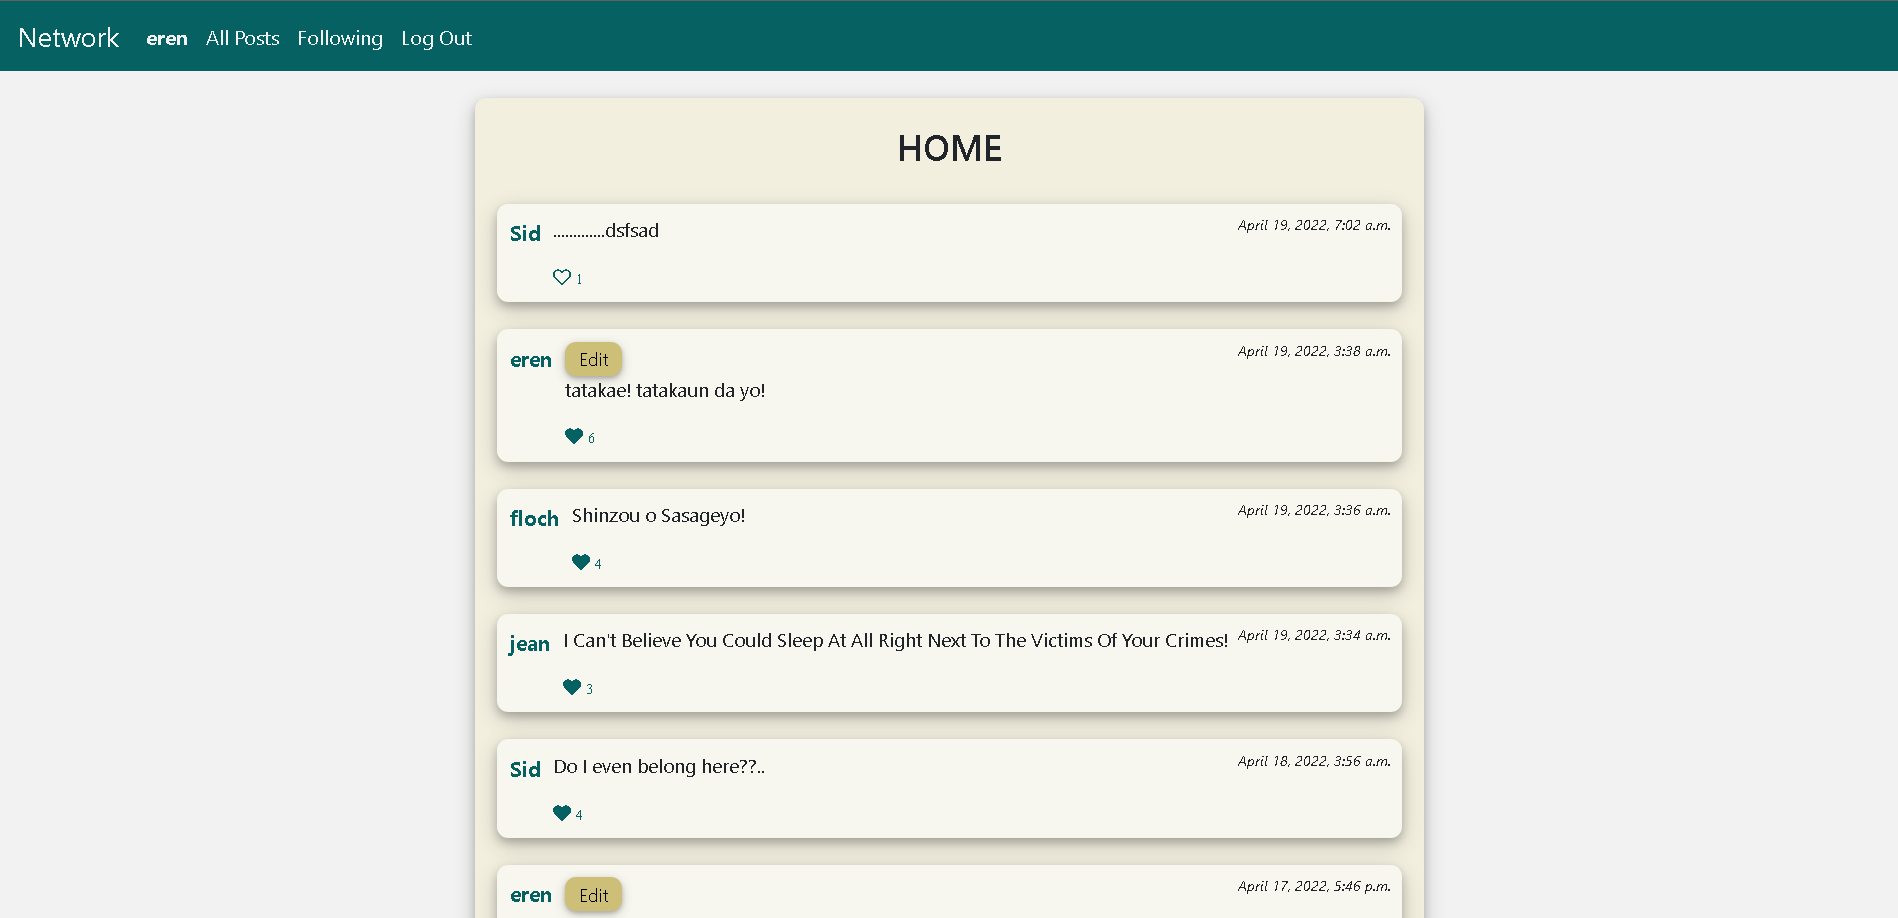 Network eren All Posts Following Log Out
HOME
Sid .............dsfsad April 19, 2022, 7:02 a.m.
1
eren Edit April 19, 2022, 3:38 a.m.
tatakae! tatakaun da yo!
6
floch Shinzou o Sasageyo! April 19, 2022, 3:36 a.m.
4
jean I Can't Believe You Could Sleep At All Right Next To The Victims Of Your Crimes! April 19, 2022, 3:34 a.m.
3
Sid Do I even belong here??.. April 18, 2022, 3:56 a.m.
4
eren Edit April 17, 2022, 5:46 p.m.